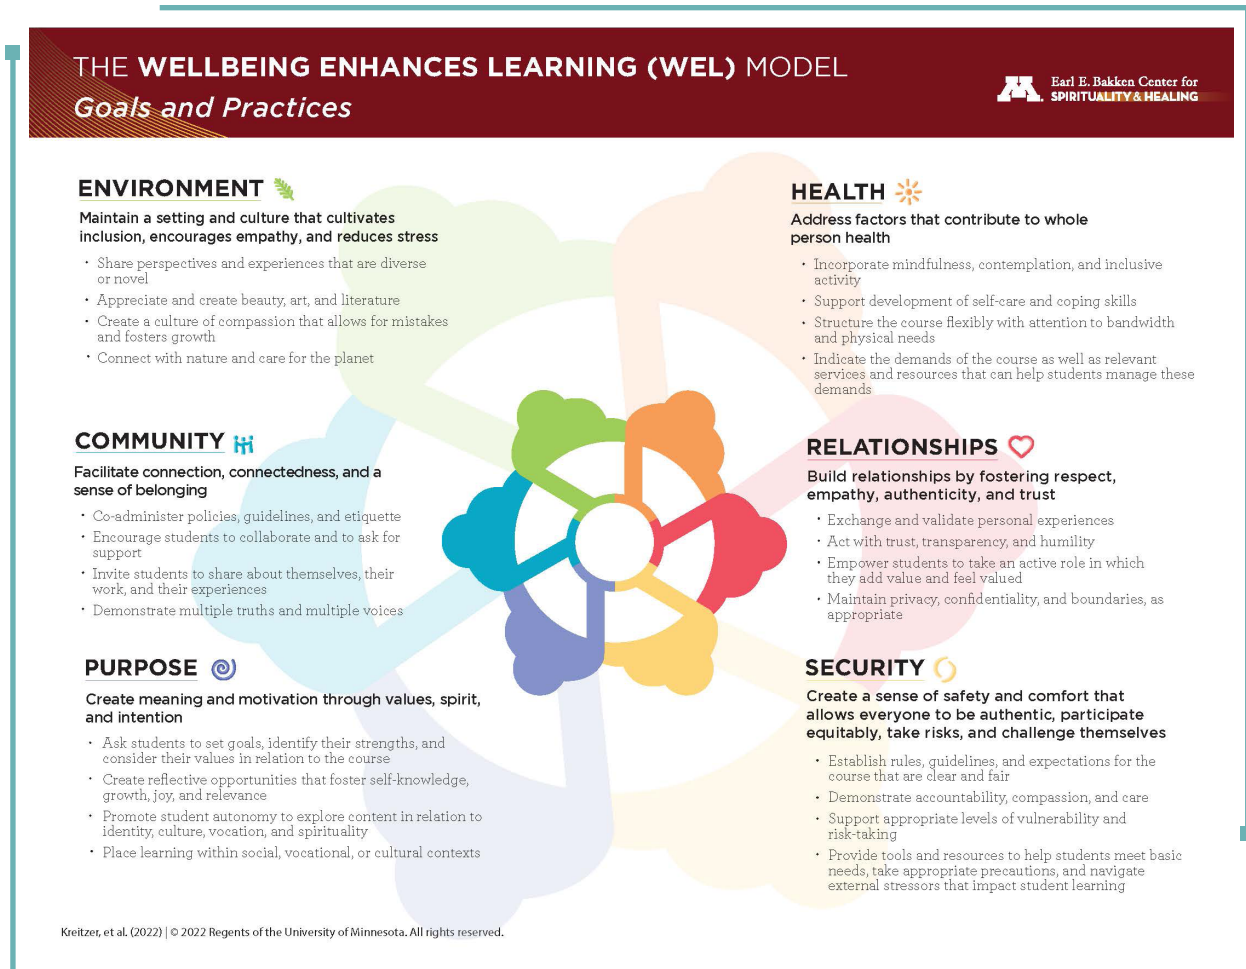 THE WELLBEING ENHANCES LEARNING (WEL) MODEL
Goals and Practices
Earl E. Bakken Center for
SPIRITUALITY & HEALING
ENVIRONMENT
Maintain a setting and culture that cultivates
inclusion, encourages empathy, and reduces stress
• Share perspectives and experiences that are diverse
or novel
• Appreciate and create beauty, art, and literature
• Create a culture of compassion that allows for mistakes
and fosters growth
• Connect with nature and care for the planet
COMMUNITY
Facilitate connection, connectedness, and a
sense of belonging
• Co-administer policies, guidelines, and etiquette
• Encourage students to collaborate and to ask for
support
• Invite students to share about themselves, their
work, and their experiences
• Demonstrate multiple truths and multiple voices
PURPOSE
Create meaning and motivation through values, spirit,
and intention
• Ask students to set goals, identify their strengths, and
consider their values in relation to the course
• Create reflective opportunities that foster self-knowledge,
growth, joy, and relevance
• Promote student autonomy to explore content in relation to
identity, culture, vocation, and spirituality
• Place learning within social, vocational, or cultural contexts
HEALTH
Address factors that contribute to whole
person health
• Incorporate mindfulness, contemplation, and inclusive
activity
• Support development of self-care and coping skills
• Structure the course flexibly with attention to bandwidth
and physical needs
• Indicate the demands of the course as well as relevant
services and resources that can help students manage these
demands
RELATIONSHIPS
Build relationships by fostering respect,
empathy, authenticity, and trust
• Exchange and validate personal experiences
• Act with trust, transparency, and humility
• Empower students to take an active role in which
they add value and feel valued
• Maintain privacy, confidentiality, and boundaries, as
appropriate
SECURITY
Create a sense of safety and comfort that
allows everyone to be authentic, participate
equitably, take risks, and challenge themselves
• Establish rules, guidelines, and expectations for the
course that are clear and fair
• Demonstrate accountability, compassion, and care
• Support appropriate levels of vulnerability and
risk-taking
• Provide tools and resources to help students meet basic
needs, take appropriate precautions, and navigate
external stressors that impact student learning
Kreitzer, et al. (2022) | © 2022 Regents of the University of Minnesota. All rights reserved.